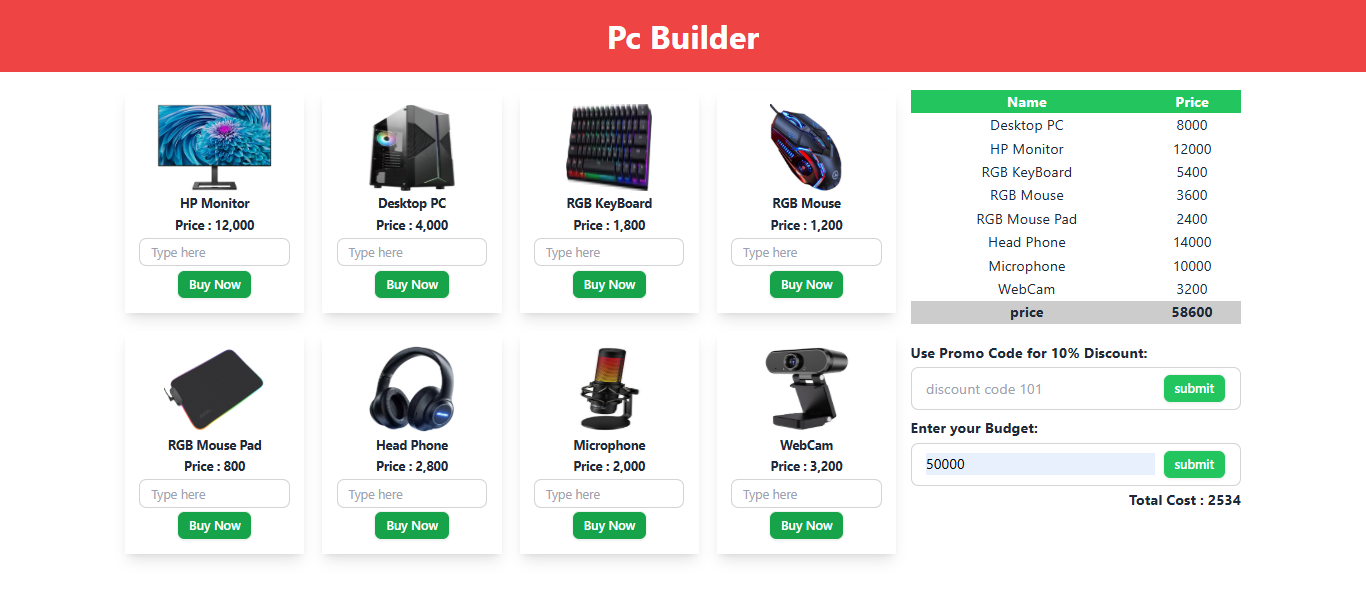 Pc Builder
HP Monitor
Price : 12,000
Type here
Buy Now
Desktop PC
Price : 4,000
Type here
Buy Now
RGB KeyBoard
Price : 1,800
Type here
Buy Now
RGB Mouse
Price : 1,200
Type here
Buy Now
RGB Mouse Pad
Price : 800
Type here
Buy Now
Head Phone
Price : 2,800
Type here
Buy Now
Microphone
Price : 2,000
Type here
Buy Now
WebCam
Price : 3,200
Type here
Buy Now
Name Price
Desktop PC 8000
HP Monitor 12000
RGB KeyBoard 5400
RGB Mouse 3600
RGB Mouse Pad 2400
Head Phone 14000
Microphone 10000
WebCam 3200
price 58600
Use Promo Code for 10% Discount:
discount code 101 submit
Enter your Budget:
50000 submit
Total Cost : 2534